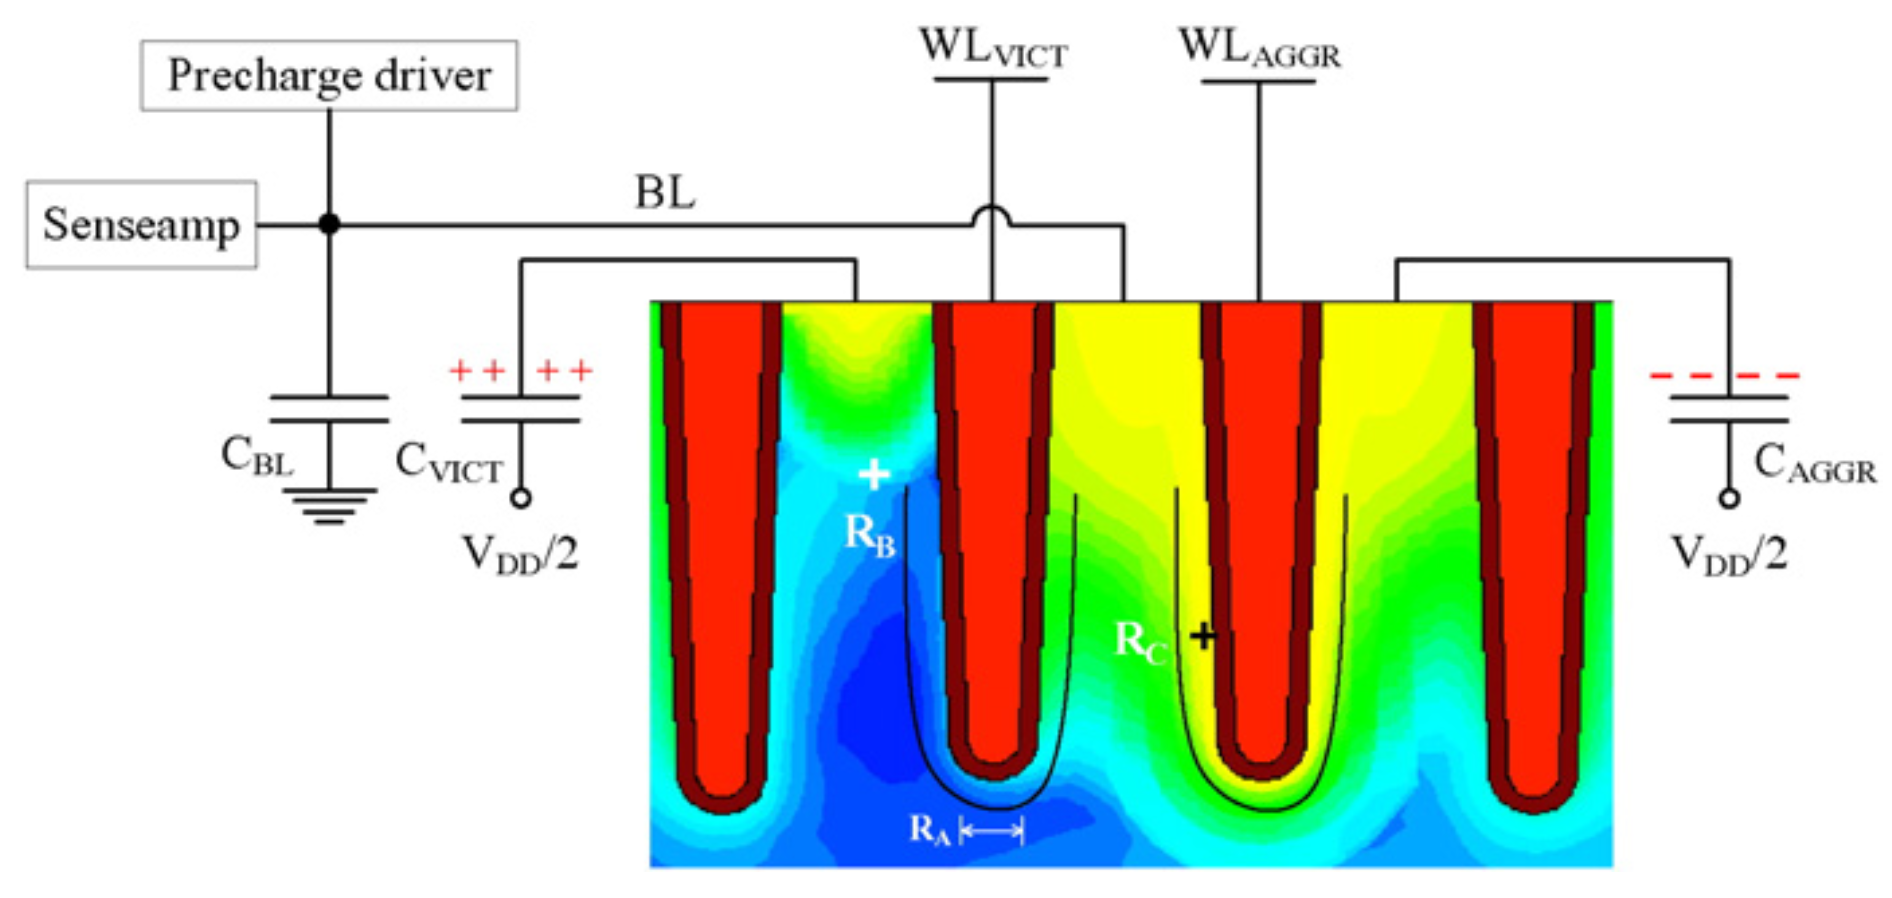 WLVICT
WLAGGR
Precharge driver
BL
Senseamp
++ ++
- - - -
CBL
CVICT
CAGGR
VDD/2
RB
VDD/2
RC
RA